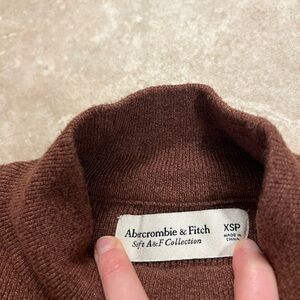 Abercrombie & Fitch
Soft A&F Collection
XSP
MADE IN
CHINA